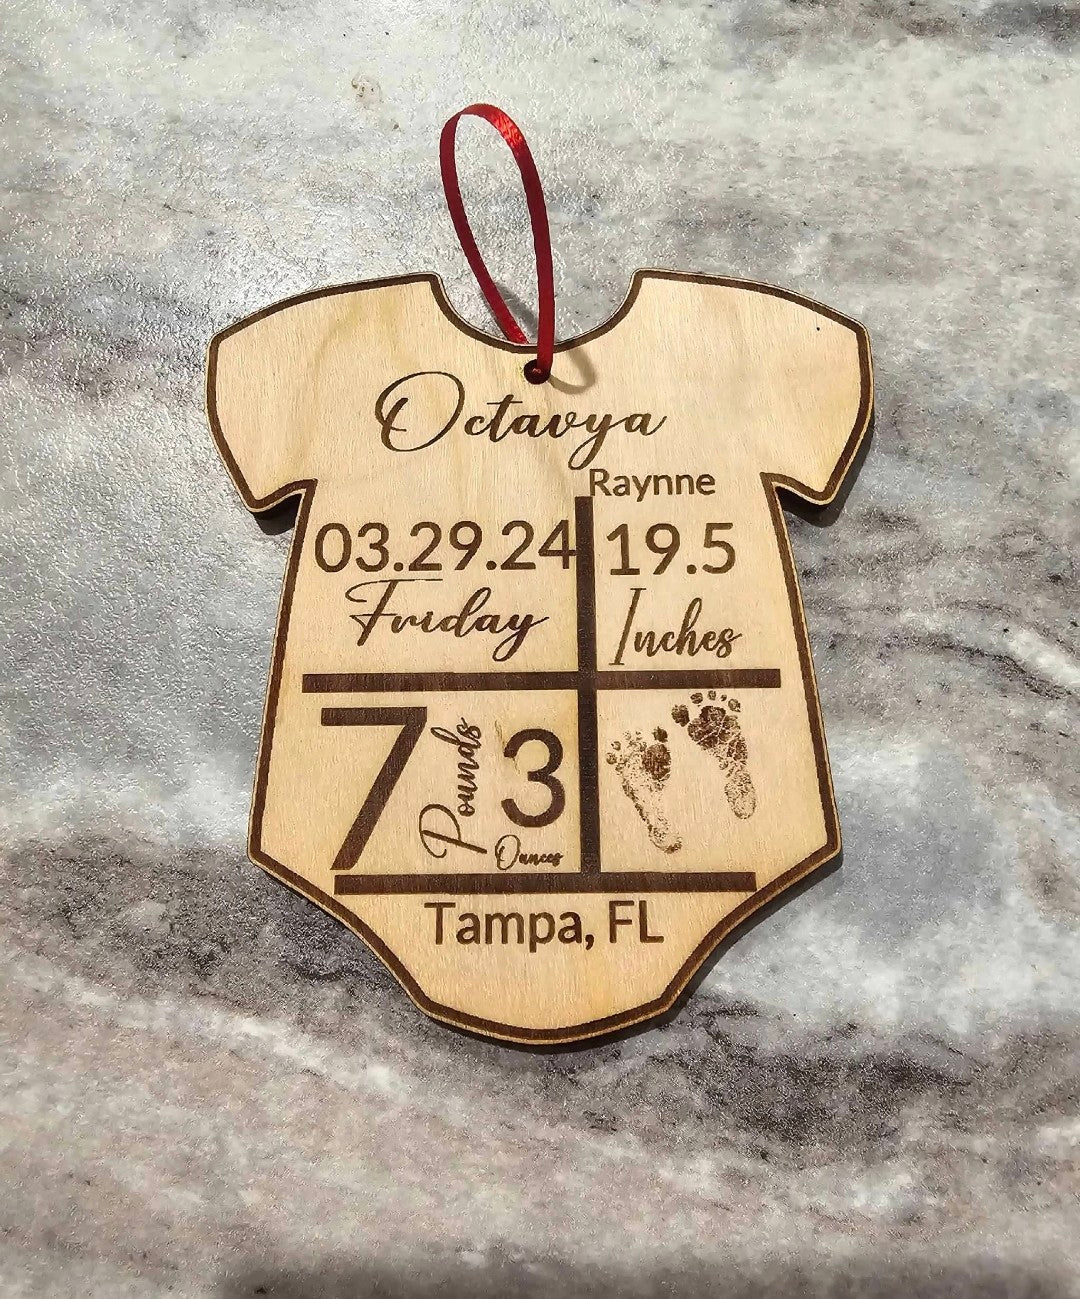 Octavya
Raynne
03.29.24
Friday
19.5
Inches
7
Pounds
3
Ounces
Tampa, FL